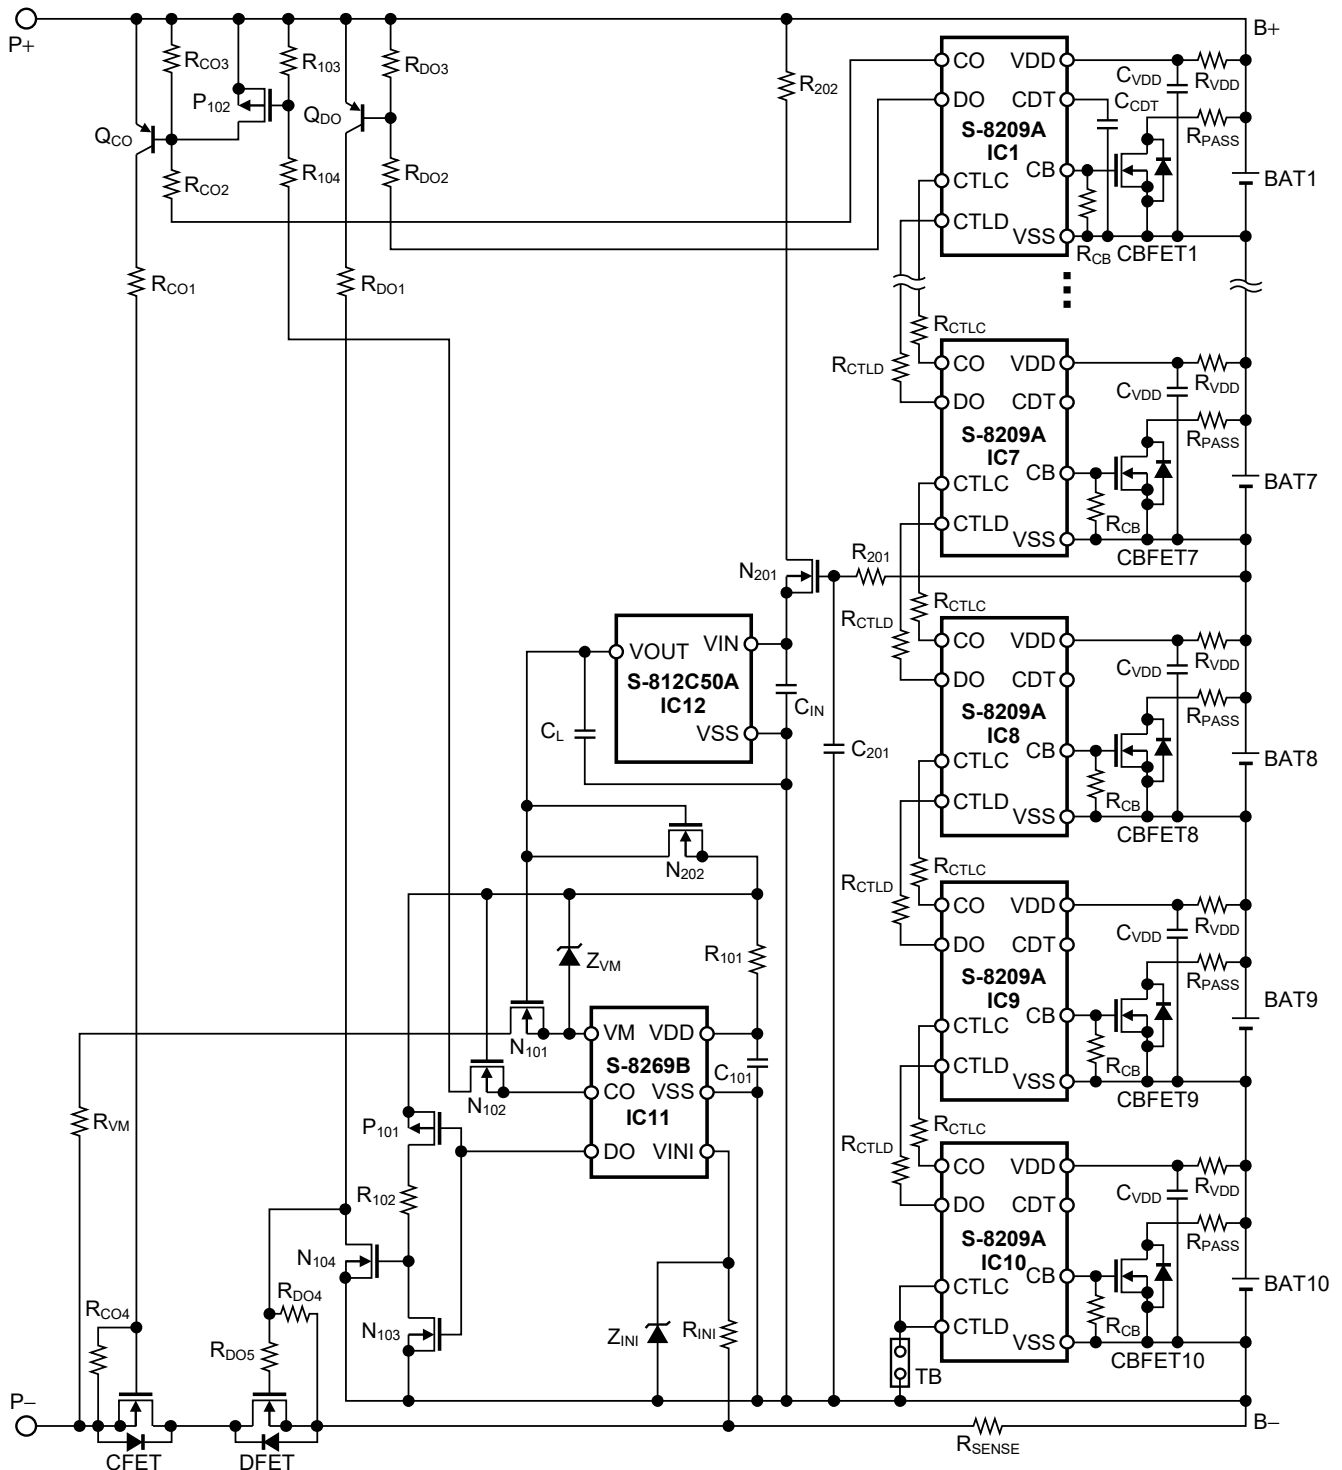 P+
B+
RCO3
R103
RDO3
P102
QDO
QCO
RCO2
R104
RDO2
R202
RCO1
RDO1
CO VDD
DO CDT
S-8209A
IC1
CB
CTLC
CTLD
VSS
CVDD
RVDD
CCDT
RPASS
BAT1
RCB
CBFET1
RCTLC
RCTLD
CO VDD
DO CDT
S-8209A
IC7
CB
CTLC
CTLD
VSS
CVDD
RVDD
RPASS
BAT7
RCB
CBFET7
N201
R201
RCTLC
RCTLD
VOUT VIN
S-812C50A
IC12
VSS
CL
CIN
C201
CO VDD
DO CDT
S-8209A
IC8
CB
CTLC
CTLD
VSS
CVDD
RVDD
RPASS
BAT8
RCB
CBFET8
N202
RCTLC
RCTLD
CO VDD
DO CDT
S-8209A
IC9
CB
CTLC
CTLD
VSS
CVDD
RVDD
RPASS
BAT9
RCB
CBFET9
ZVM
R101
N101
VM VDD
S-8269B
CO VSS
IC11
DO VINI
C101
N102
RVM
P101
R102
N104
RDO4
N103
RCO4
RDO5
ZINI
RINI
RCTLC
RCTLD
CO VDD
DO CDT
S-8209A
IC10
CB
CTLC
CTLD
VSS
CVDD
RVDD
RPASS
BAT10
RCB
CBFET10
TB
P−
B−
CFET
DFET
RSENSE